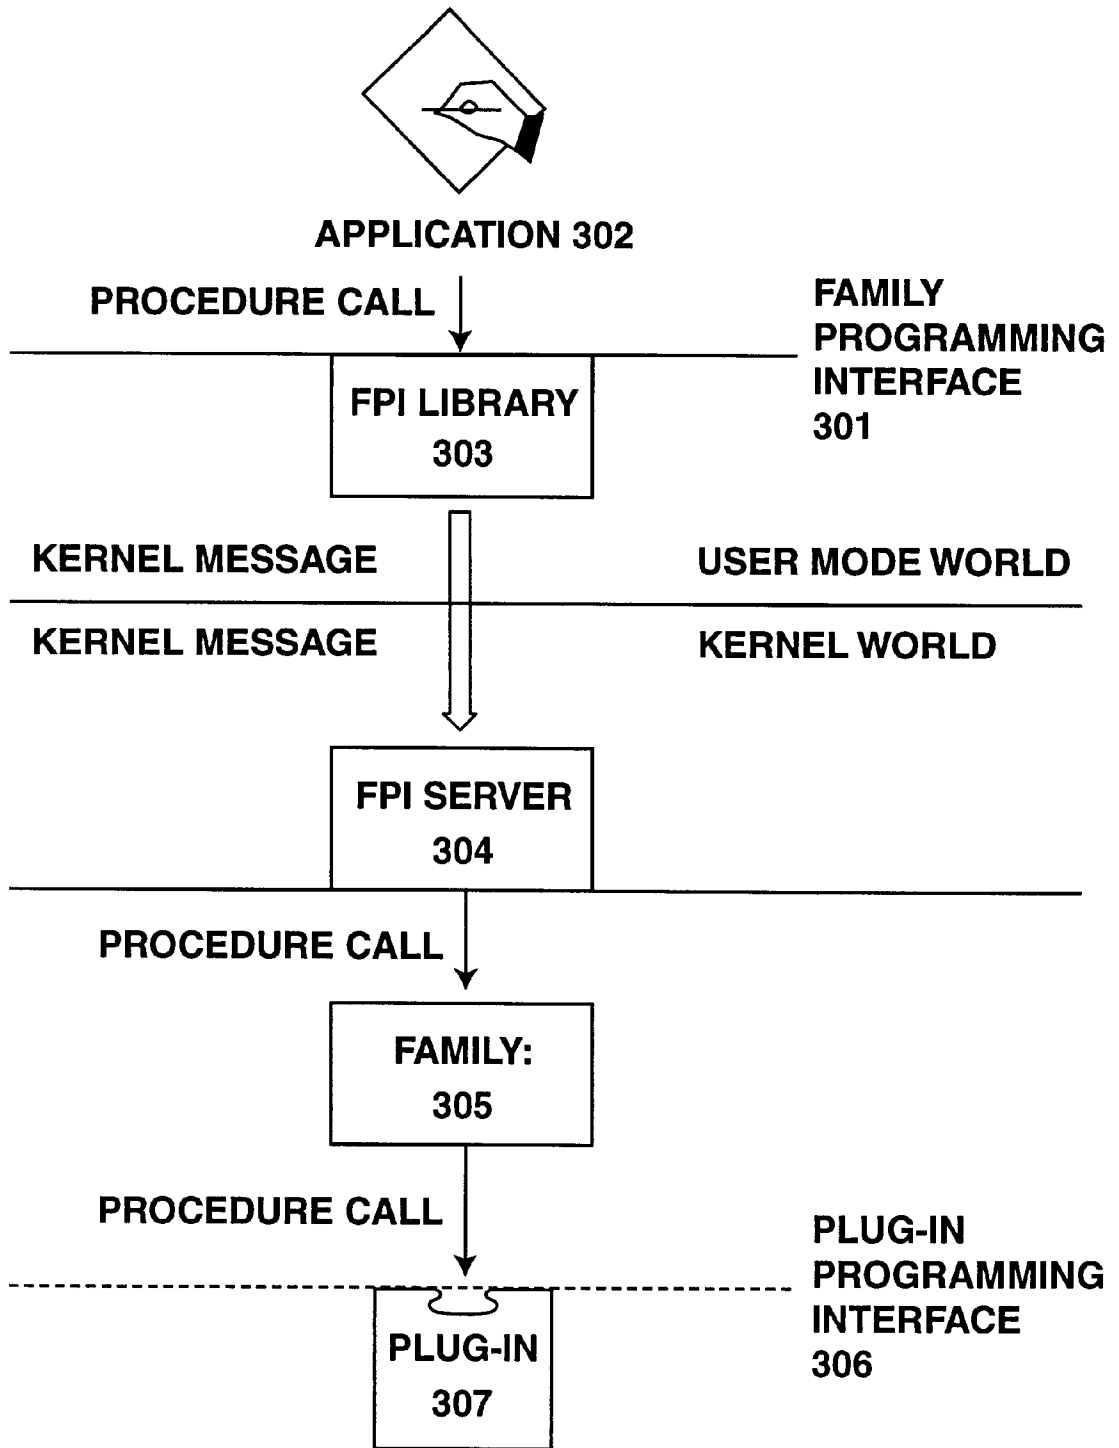 APPLICATION 302
PROCEDURE CALL
FAMILY
PROGRAMMING
INTERFACE
301
FPI LIBRARY
303
KERNEL MESSAGE
USER MODE WORLD
KERNEL MESSAGE
KERNEL WORLD
FPI SERVER
304
PROCEDURE CALL
FAMILY:
305
PROCEDURE CALL
PLUG-IN
PROGRAMMING
INTERFACE
306
PLUG-IN
307